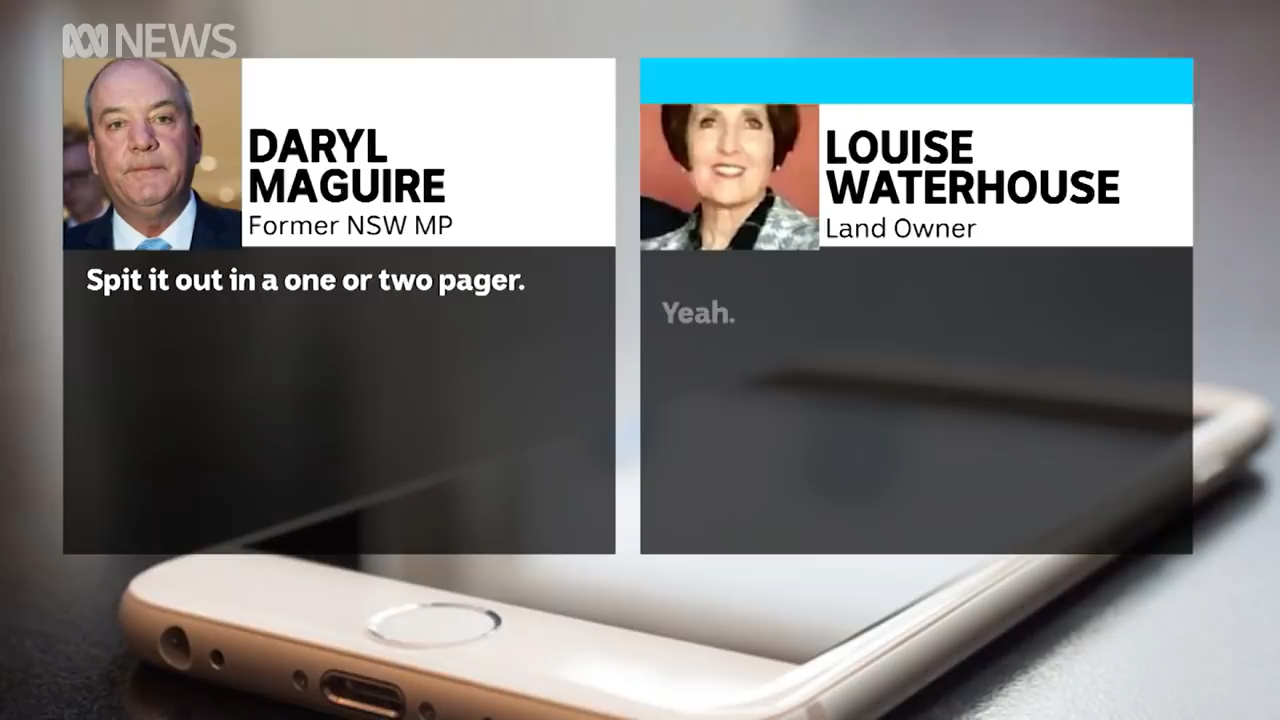 NEWS
DARYL
MAGUIRE
Former NSW MP
Spit it out in a one or two pager.
LOUISE
WATERHOUSE
Land Owner
Yeah.